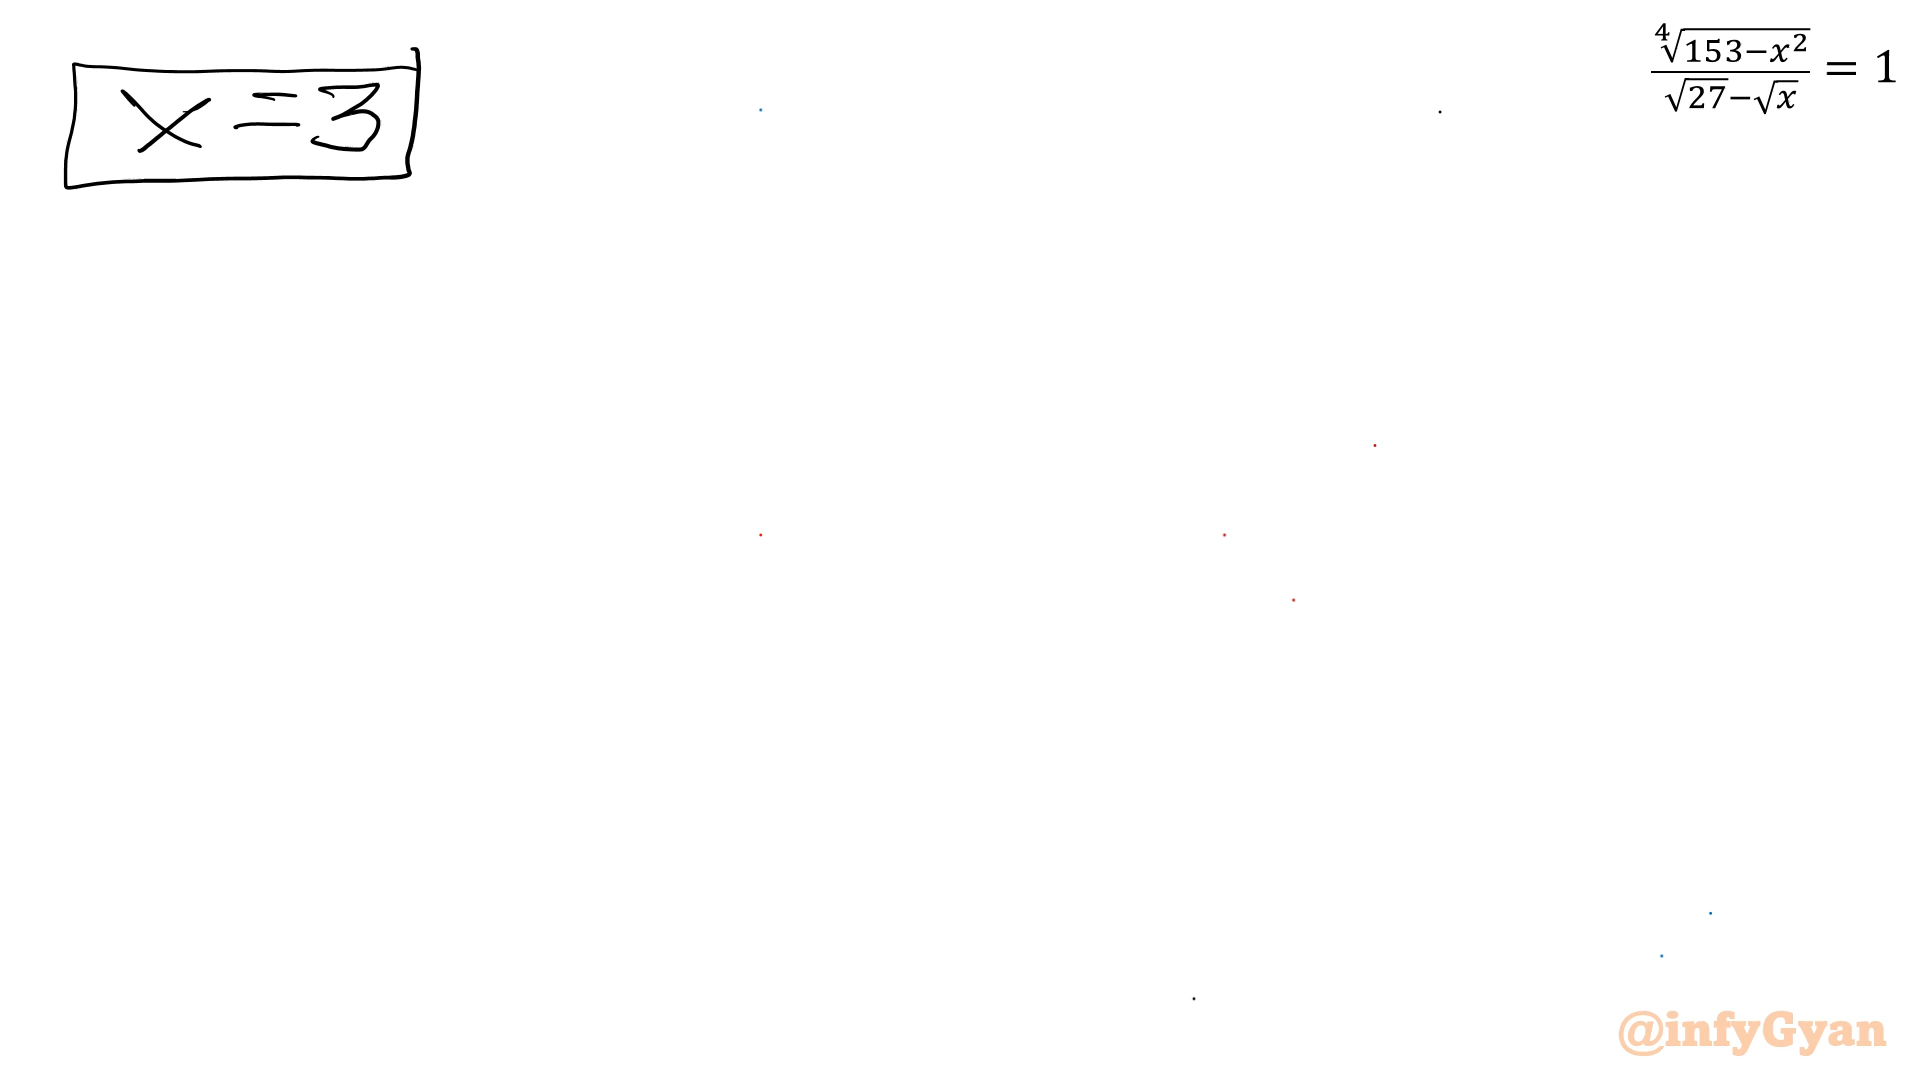 x = 3
⁴√(153−x²) / (√27−√x) = 1
@infyGyan